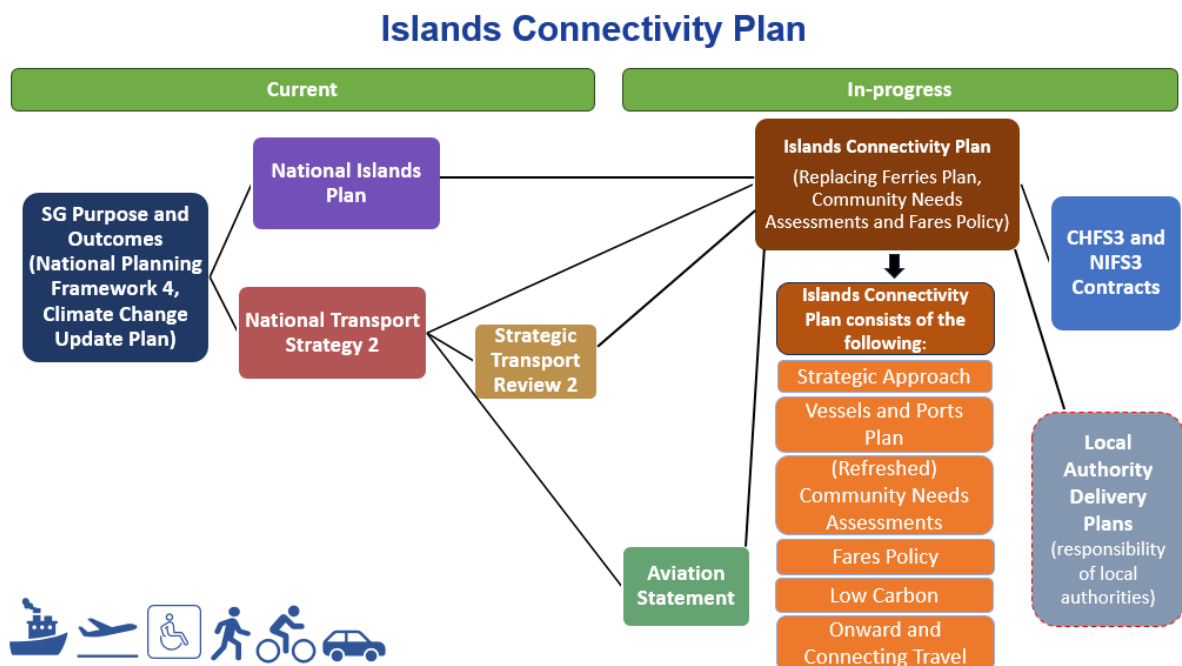 Islands Connectivity Plan
Current
In-progress
SG Purpose and
Outcomes
(National Planning
Framework 4,
Climate Change
Update Plan)
National Islands
Plan
National Transport
Strategy 2
Strategic
Transport
Review 2
Aviation
Statement
Islands Connectivity Plan
(Replacing Ferries Plan,
Community Needs
Assessments and Fares Policy)
Islands Connectivity
Plan consists of the
following:
Strategic Approach
Vessels and Ports
Plan
(Refreshed)
Community Needs
Assessments
Fares Policy
Low Carbon
Onward and
Connecting Travel
CHFS3 and
NIFS3
Contracts
Local
Authority
Delivery
Plans
(responsibility
of local
authorities)